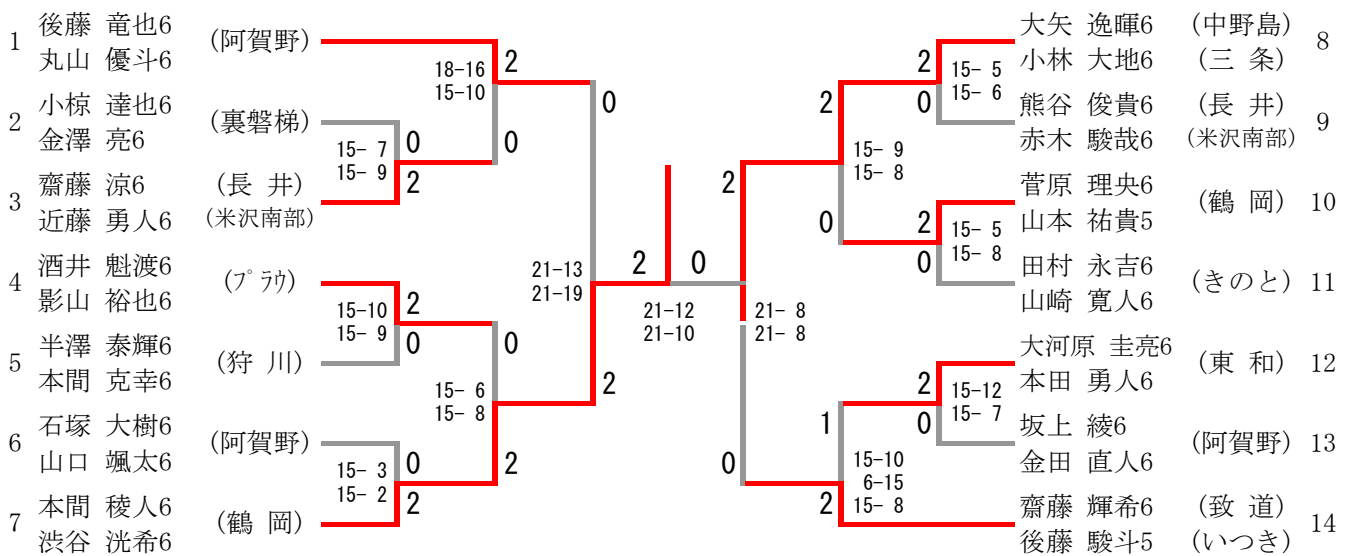 1 後藤 竜也6 (阿賀野)
丸山 優斗6
2 小椋 達也6 (裏磐梯)
金澤 亮6
3 齋藤 涼6 (長 井)
近藤 勇人6 (米沢南部)
4 酒井 魁渡6 (ﾌﾟﾗｳ)
影山 裕也6
5 半澤 泰輝6 (狩 川)
本間 克幸6
6 石塚 大樹6 (阿賀野)
山口 颯太6
7 本間 稜人6 (鶴 岡)
渋谷 洸希6
18-16 2
15-10
0
15- 7 0
15- 9 2
0
15-10 2
15- 9 0
0
15- 6
15- 8
2
15- 3 0
15- 2 2
21-13
21-19
2
2 0
21-12
21-10
2
21- 8
21- 8
0
2
15- 9
15- 8
0
2 15- 5
0 15- 6
2 15- 5
0 15- 8
1
15-10
6-15
15- 8
2
2 15-12
0 15- 7
大矢 逸暉6 (中野島) 8
小林 大地6 (三 条)
熊谷 俊貴6 (長 井) 9
赤木 駿哉6 (米沢南部)
菅原 理央6 (鶴 岡) 10
山本 祐貴5
田村 永吉6 (きのと) 11
山崎 寛人6
大河原 圭亮6 (東 和) 12
本田 勇人6
坂上 綾6 (阿賀野) 13
金田 直人6
齋藤 輝希6 (致 道) 14
後藤 駿斗5 (いつき)